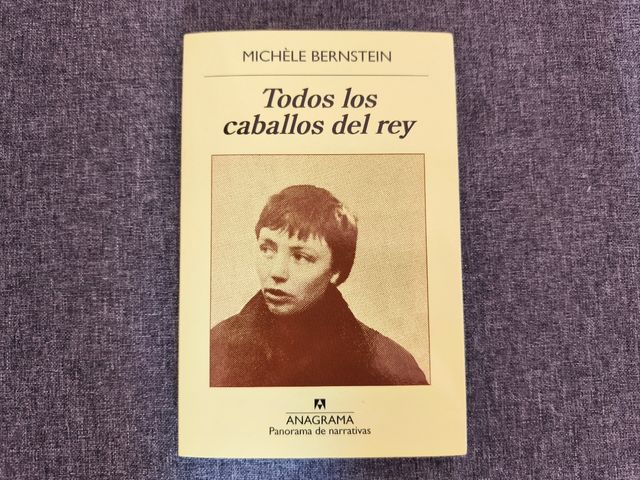 MICHÈLE BERNSTEIN
Todos los
caballos del rey
ANAGRAMA
Panorama de narrativas